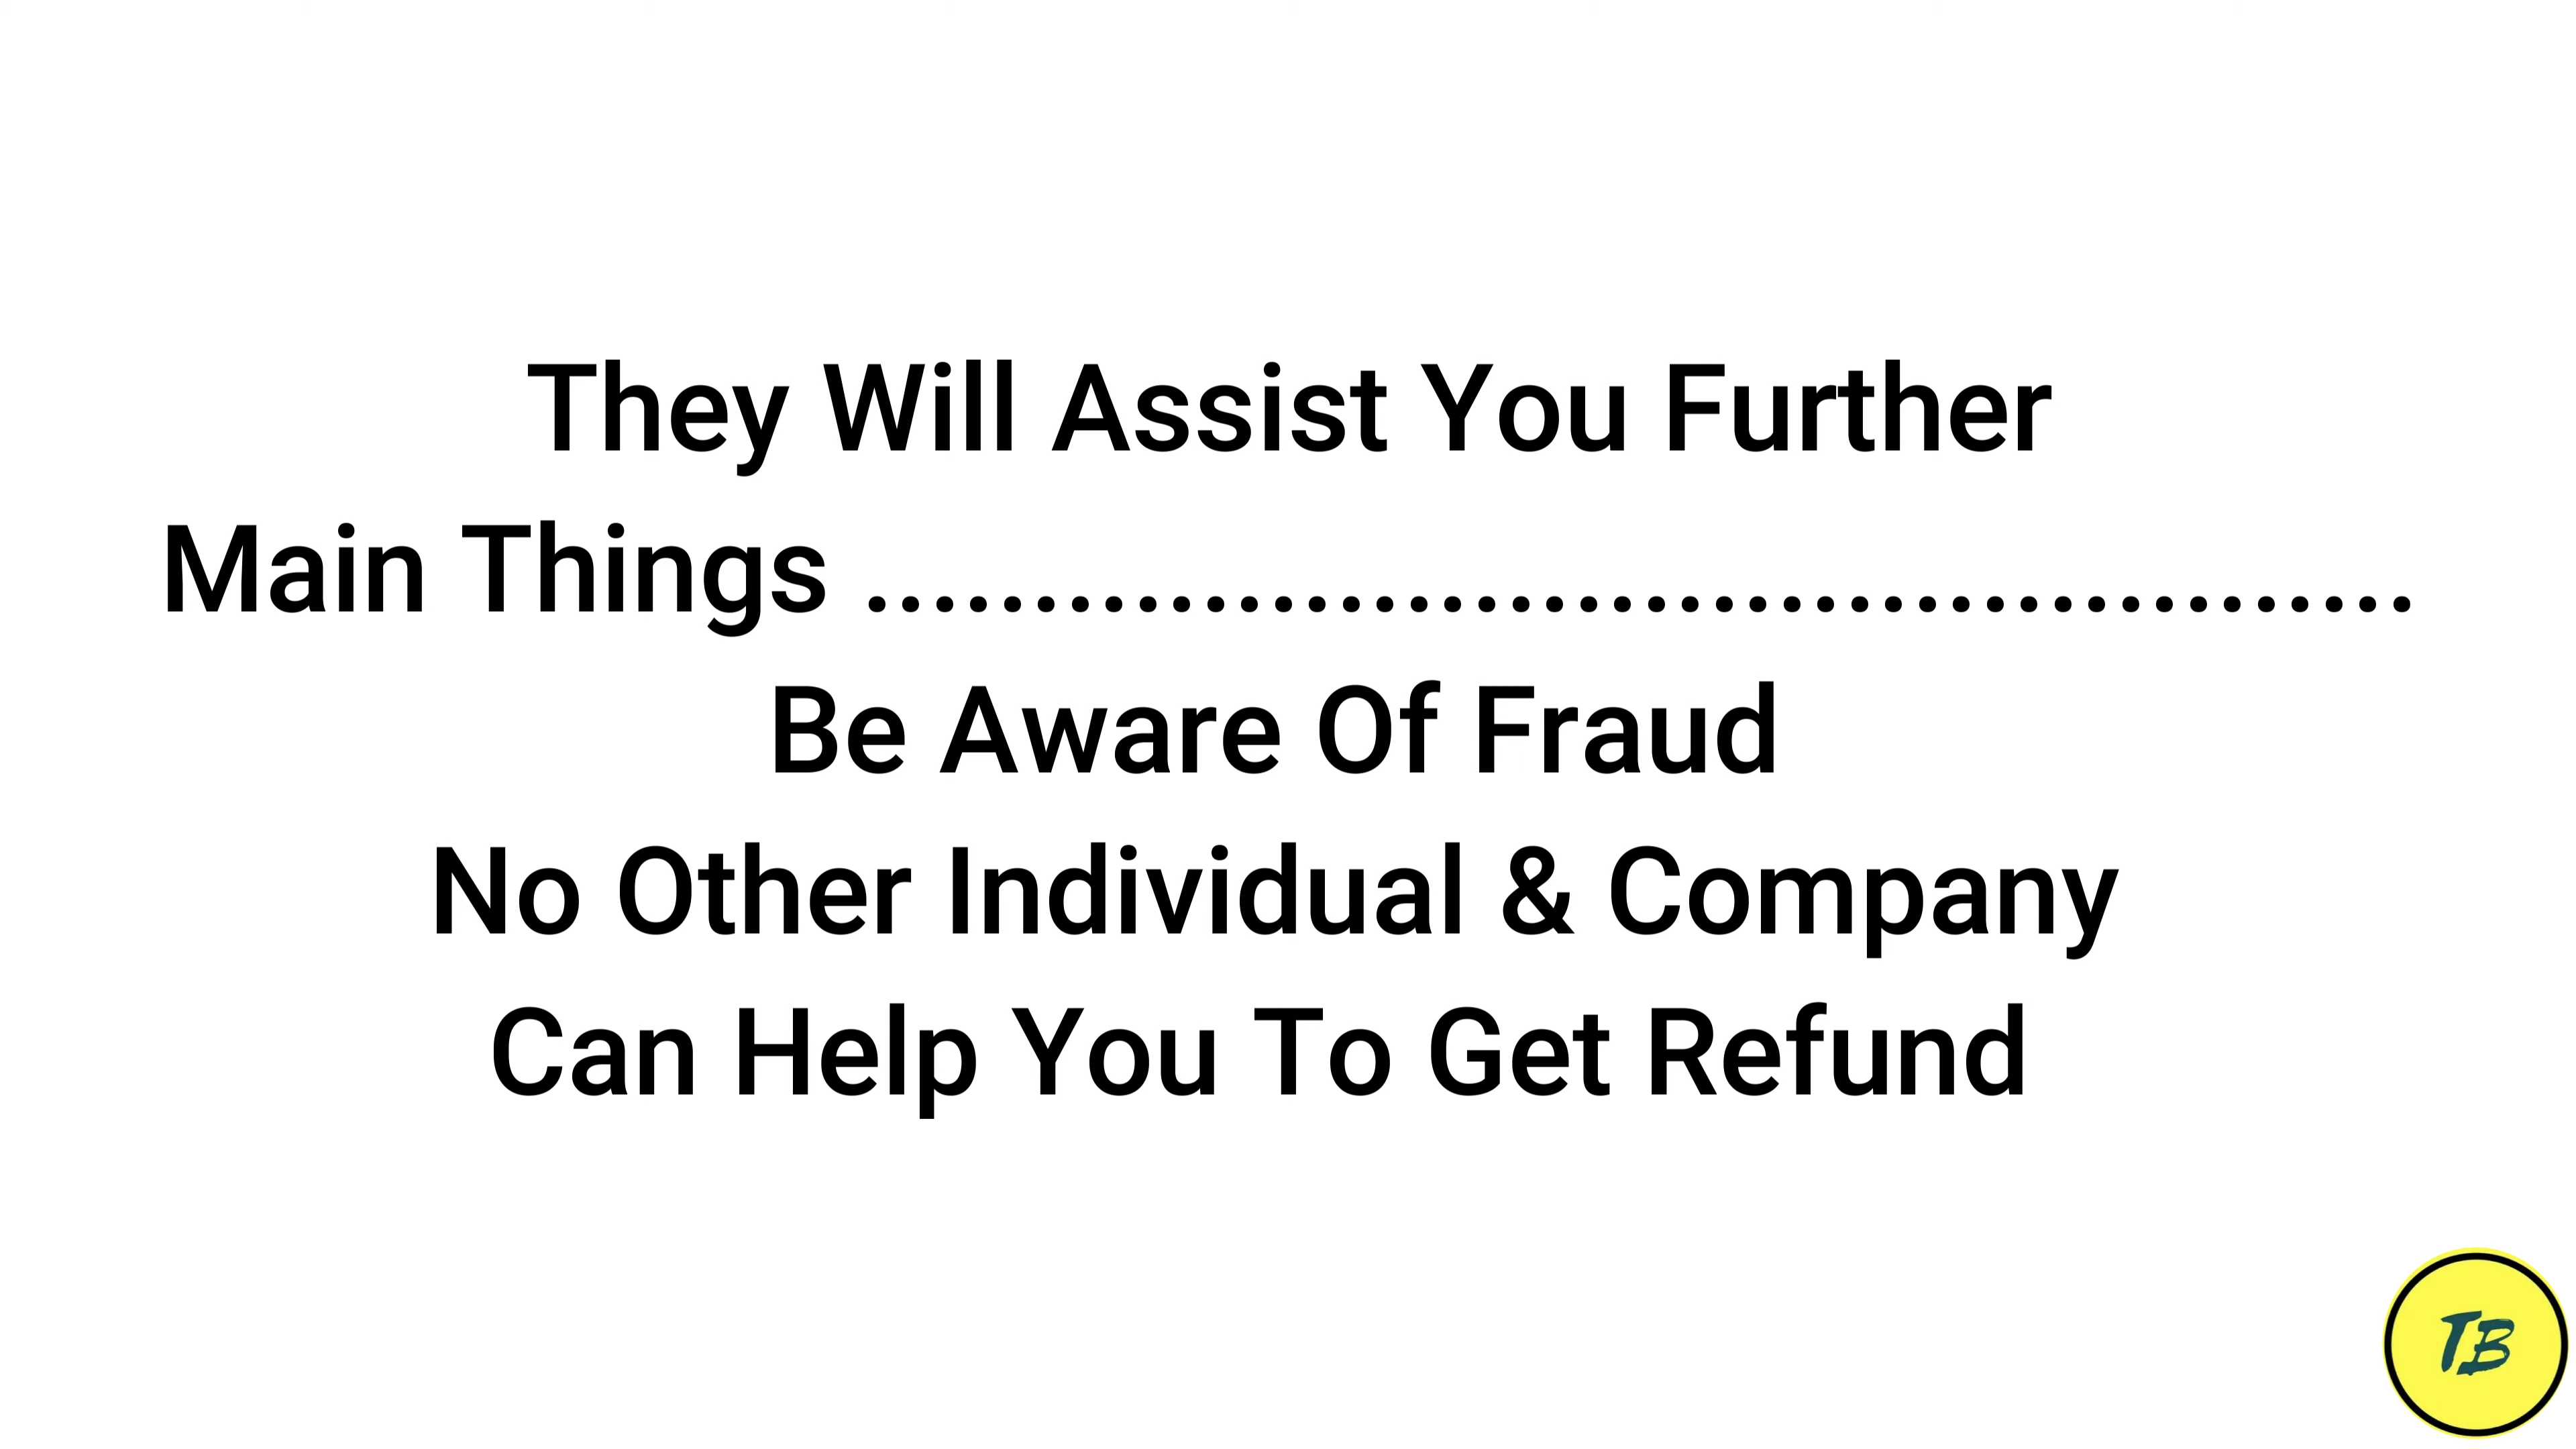 They Will Assist You Further
Main Things ..............................................
Be Aware Of Fraud
No Other Individual & Company
Can Help You To Get Refund
TB